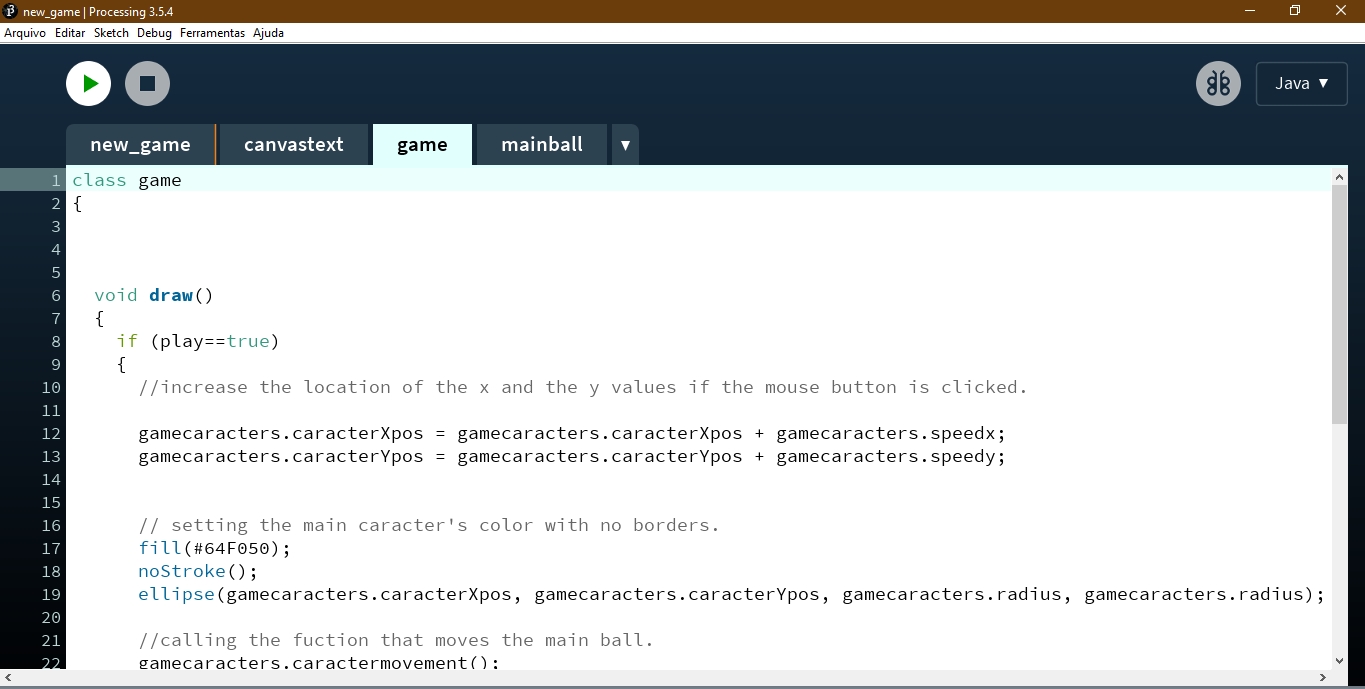 new_game | Processing 3.5.4
Arquivo Editar Sketch Debug Ferramentas Ajuda
Java ▼
new_game canvastext game mainball ▼
1 class game
2 {
3
4
5
6 void draw()
7 {
8 if (play==true)
9 {
10 //increase the location of the x and the y values if the mouse button is clicked.
11
12 gamecaracters.caracterXpos = gamecaracters.caracterXpos + gamecaracters.speedx;
13 gamecaracters.caracterYpos = gamecaracters.caracterYpos + gamecaracters.speedy;
14
15
16 // setting the main caracter's color with no borders.
17 fill(#64F050);
18 noStroke();
19 ellipse(gamecaracters.caracterXpos, gamecaracters.caracterYpos, gamecaracters.radius, gamecaracters.radius);
20
21 //calling the fuction that moves the main ball.
22 gamecaracters.caractermovement();